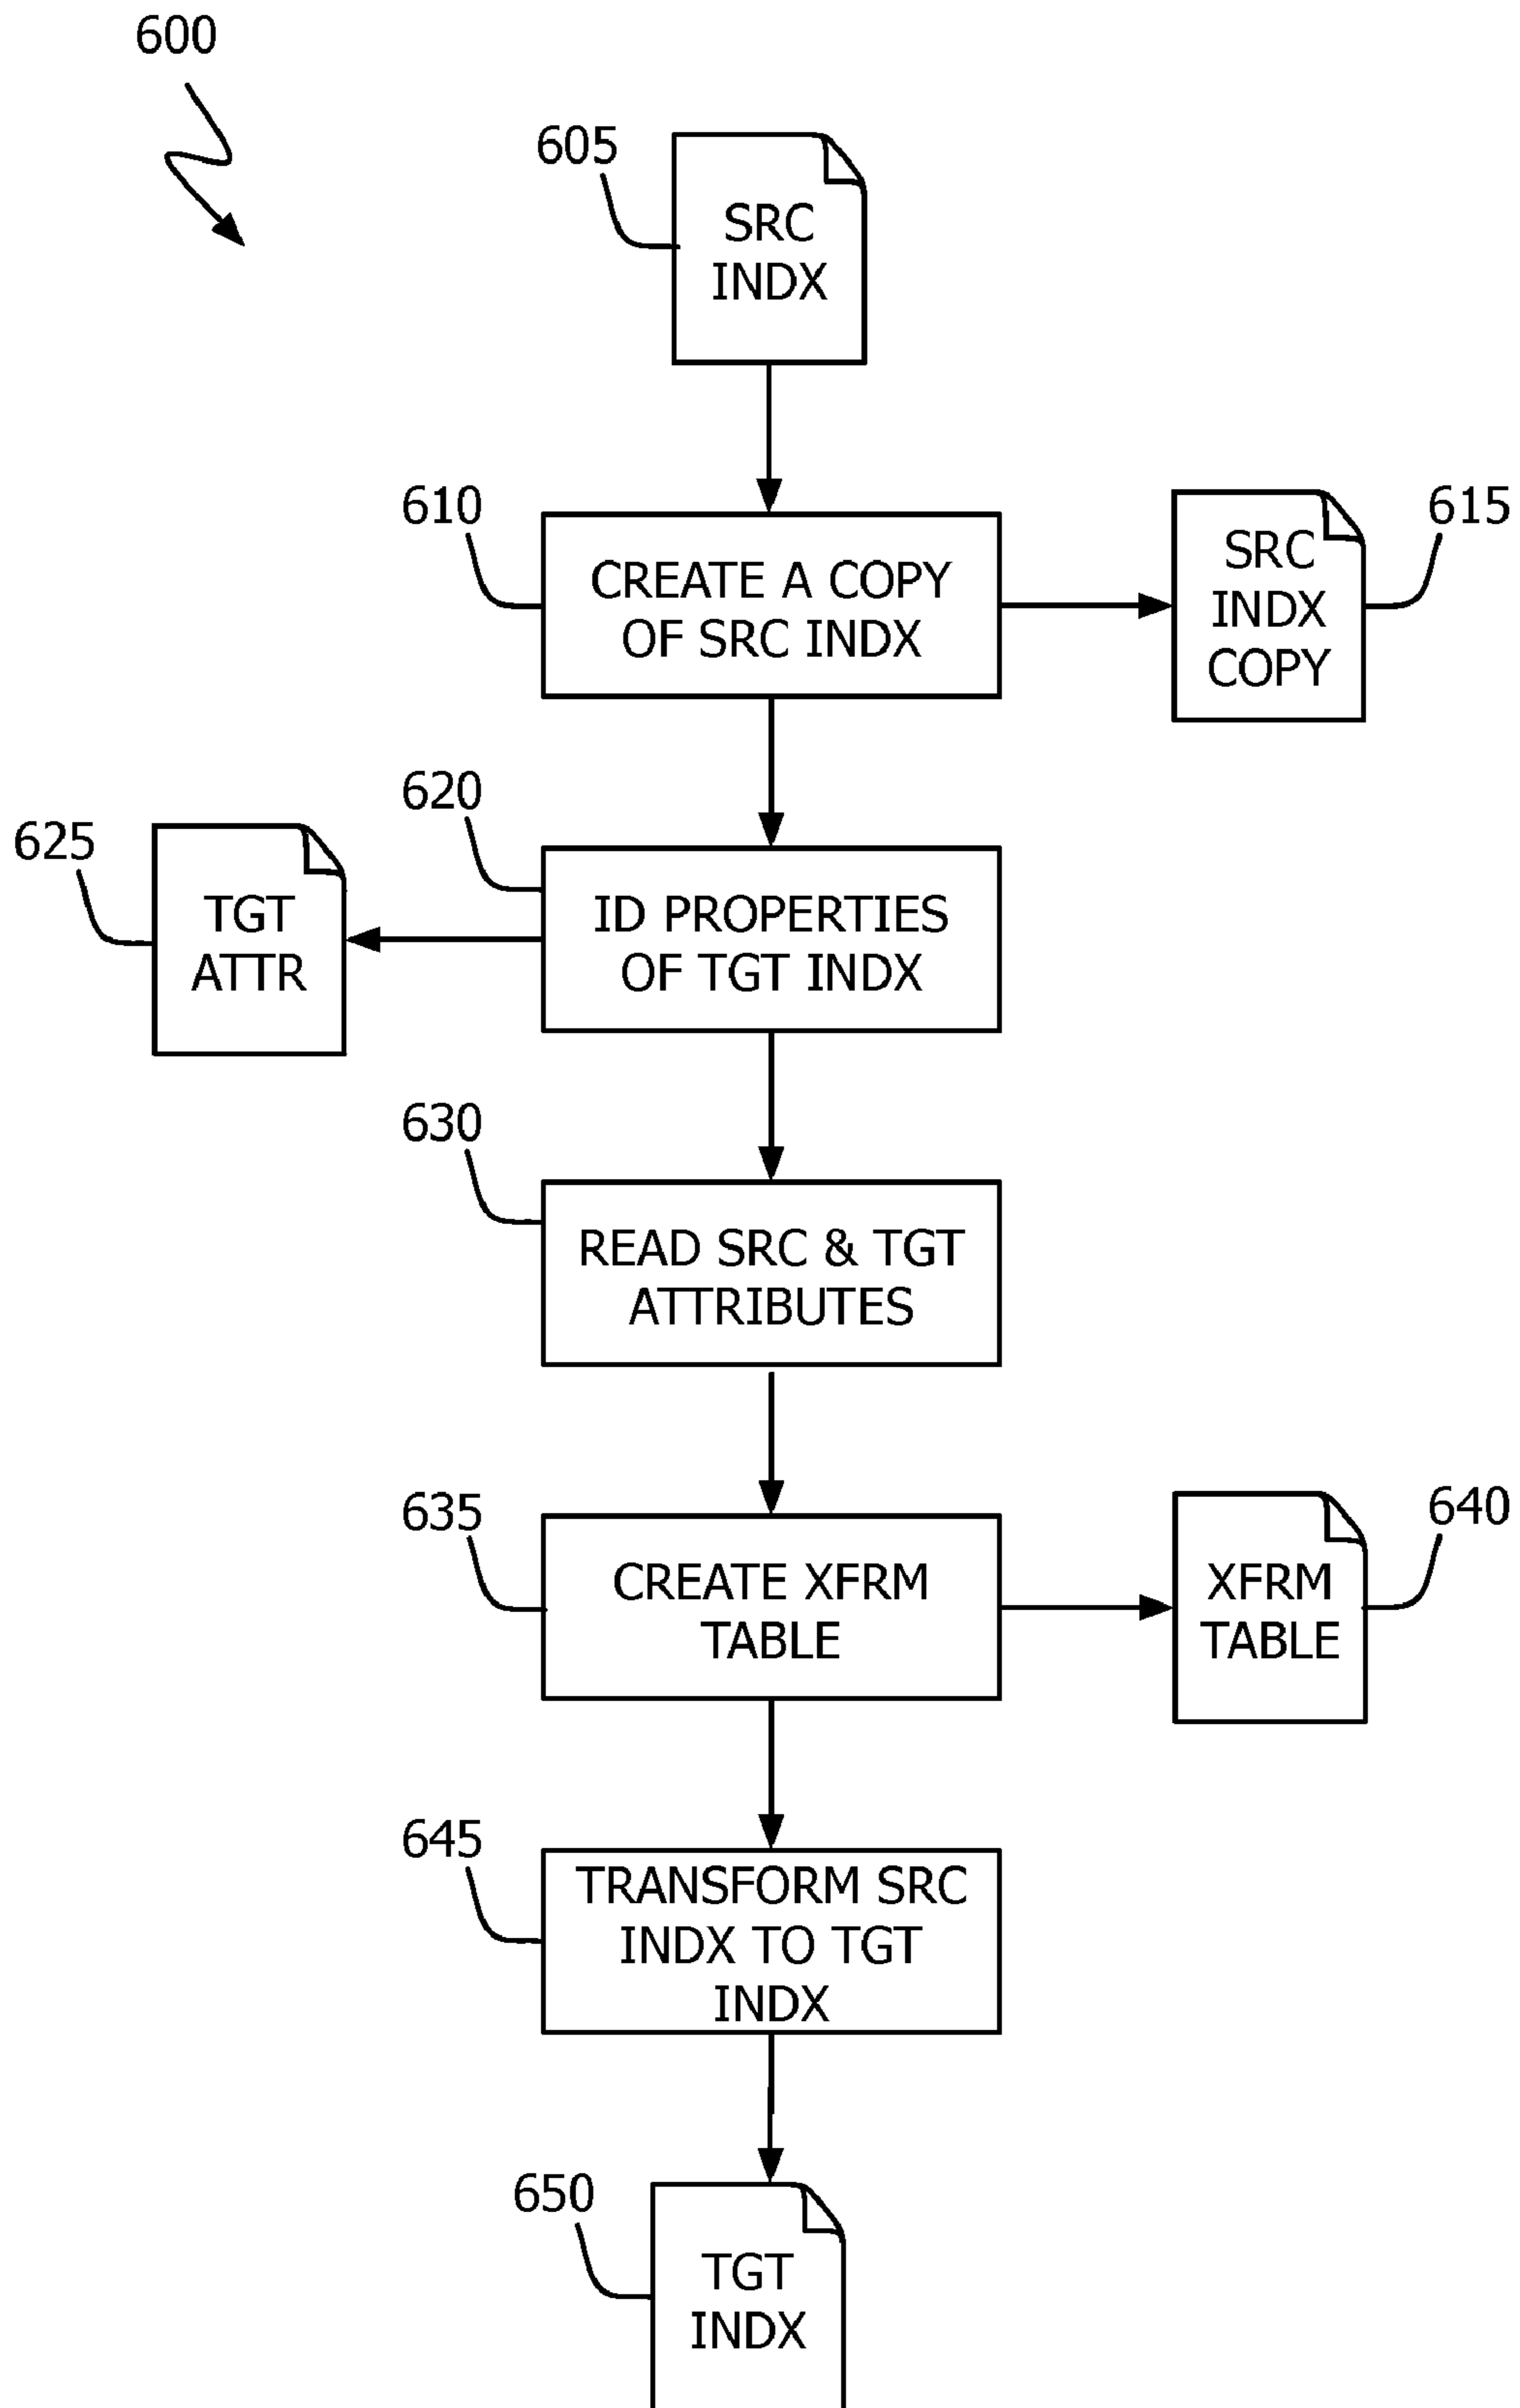 600
605
SRC
INDX
610
CREATE A COPY
OF SRC INDX
SRC
INDX
COPY
615
620
625
TGT
ATTR
ID PROPERTIES
OF TGT INDX
630
READ SRC & TGT
ATTRIBUTES
635
CREATE XFRM
TABLE
XFRM
TABLE
640
645
TRANSFORM SRC
INDX TO TGT
INDX
650
TGT
INDX